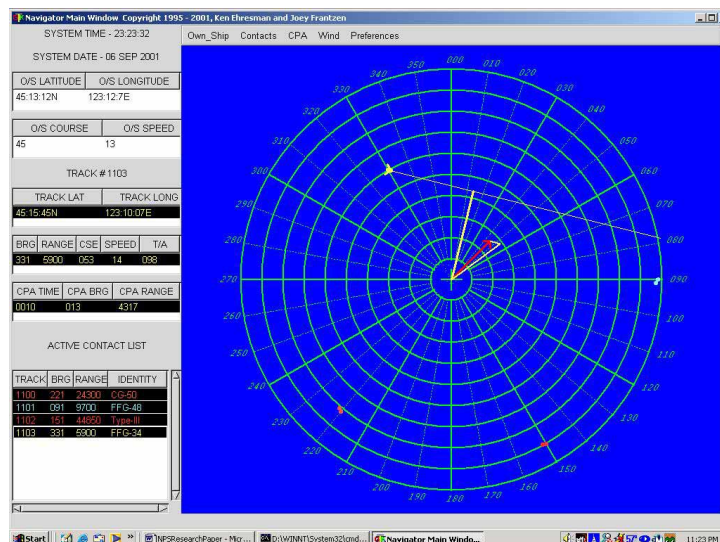 Navigator Main Window Copyright 1995 - 2001, Ken Ehresman and Joey Frantzen
SYSTEM TIME - 23:23:32
SYSTEM DATE - 06 SEP 2001
O/S LATITUDE O/S LONGITUDE
45:13:12N 123:12:7E
O/S COURSE O/S SPEED
45 13
TRACK # 1103
TRACK LAT TRACK LONG
45:15:45N 123:10:07E
BRG RANGE CSE SPEED T/A
331 5900 053 14 098
CPA TIME CPA BRG CPA RANGE
0010 013 4317
ACTIVE CONTACT LIST
TRACK BRG RANGE IDENTITY
1100 221 24300 CG-50
1101 091 9700 FFG-48
1102 151 44850 Type-III
1103 331 5900 FFG-34
Own_Ship Contacts CPA Wind Preferences
000
010
020
030
040
050
060
070
080
090
100
110
120
130
140
150
160
170
180
190
200
210
220
230
240
250
260
270
280
290
300
310
320
330
340
350
Start NPSResearchPaper - Micr... D:\WINNT\System32\cmd... Navigator Main Windo... 11:23 PM